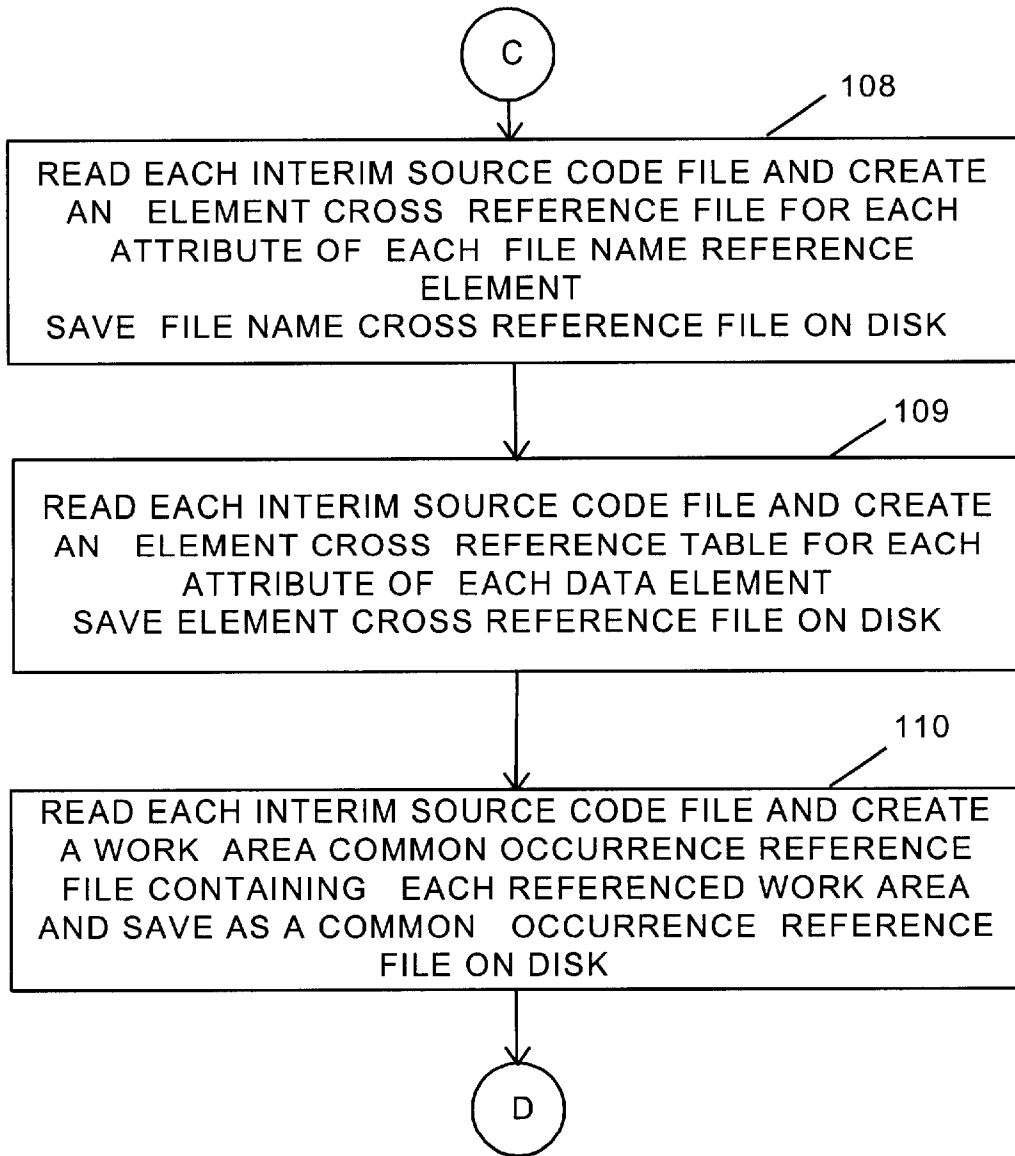 C
108
READ EACH INTERIM SOURCE CODE FILE AND CREATE
AN ELEMENT CROSS REFERENCE FILE FOR EACH
ATTRIBUTE OF EACH FILE NAME REFERENCE
ELEMENT
SAVE FILE NAME CROSS REFERENCE FILE ON DISK
109
READ EACH INTERIM SOURCE CODE FILE AND CREATE
AN ELEMENT CROSS REFERENCE TABLE FOR EACH
ATTRIBUTE OF EACH DATA ELEMENT
SAVE ELEMENT CROSS REFERENCE FILE ON DISK
110
READ EACH INTERIM SOURCE CODE FILE AND CREATE
A WORK AREA COMMON OCCURRENCE REFERENCE
FILE CONTAINING EACH REFERENCED WORK AREA
AND SAVE AS A COMMON OCCURRENCE REFERENCE
FILE ON DISK
D